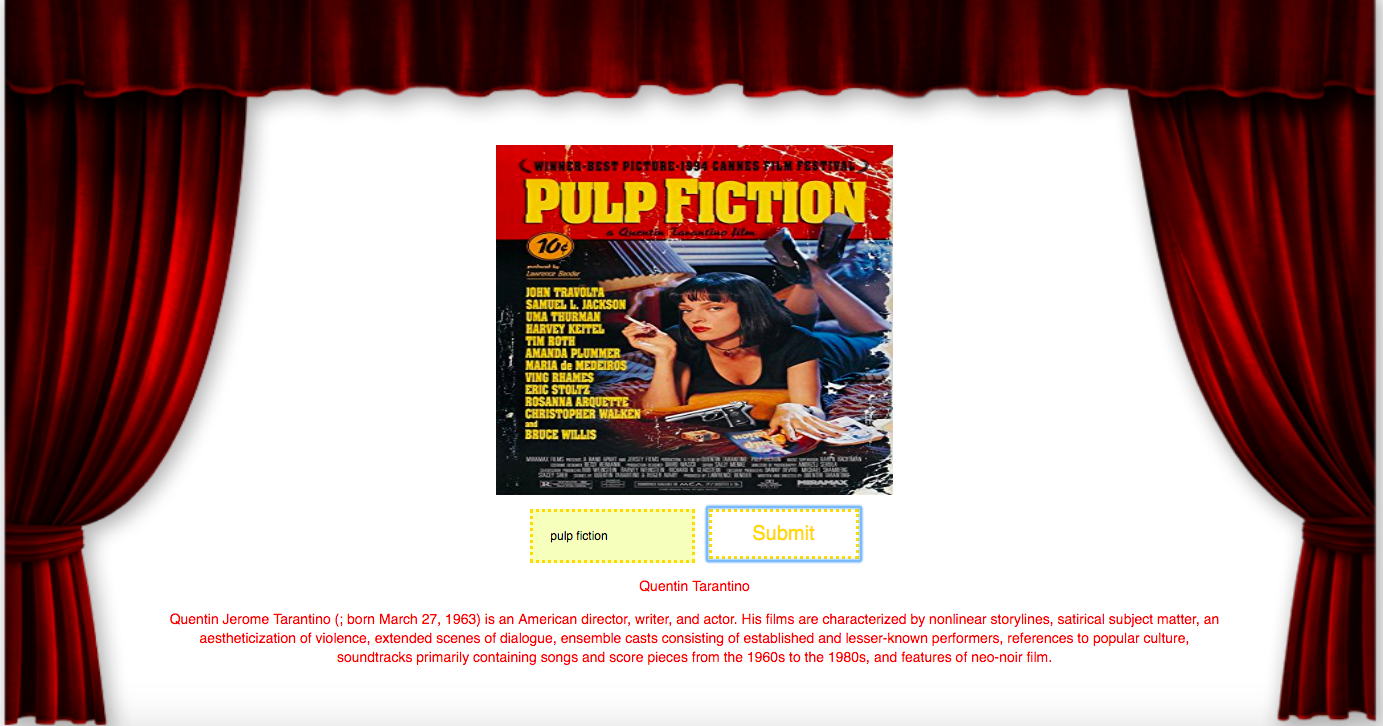 WINNER-BEST PICTURE-1994 CANNES FILM FESTIVAL
PULP FICTION
a Quentin Tarantino film
10¢
produced by
Lawrence Bender
JOHN TRAVOLTA
SAMUEL L. JACKSON
UMA THURMAN
HARVEY KEITEL
TIM ROTH
AMANDA PLUMMER
MARIA de MEDEIROS
VING RHAMES
ERIC STOLTZ
ROSANNA ARQUETTE
CHRISTOPHER WALKEN
and
BRUCE WILLIS
MIRAMAX
pulp fiction
Submit
Quentin Tarantino
Quentin Jerome Tarantino (; born March 27, 1963) is an American director, writer, and actor. His films are characterized by nonlinear storylines, satirical subject matter, an
aestheticization of violence, extended scenes of dialogue, ensemble casts consisting of established and lesser-known performers, references to popular culture,
soundtracks primarily containing songs and score pieces from the 1960s to the 1980s, and features of neo-noir film.